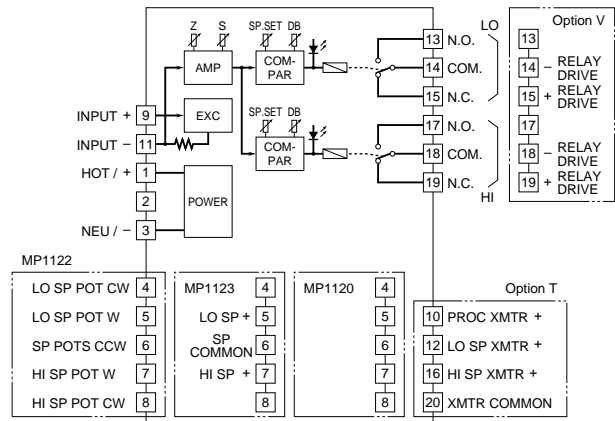 Z S SP.SET DB
AMP
COM-
PAR
LO
13 N.O.
14 COM.
15 N.C.
Option V
13
14 – RELAY
DRIVE
15 + RELAY
DRIVE
17
18 – RELAY
DRIVE
19 + RELAY
DRIVE
INPUT + 9
EXC
INPUT – 11
SP.SET DB
COM-
PAR
17 N.O.
18 COM.
19 N.C.
HI
HOT / + 1
2
POWER
NEU / – 3
MP1122
LO SP POT CW 4
LO SP POT W 5
SP POTS CCW 6
HI SP POT W 7
HI SP POT CW 8
MP1123 4
LO SP + 5
SP
COMMON 6
HI SP + 7
8
MP1120 4
5
6
7
8
Option T
10 PROC XMTR +
12 LO SP XMTR +
16 HI SP XMTR +
20 XMTR COMMON